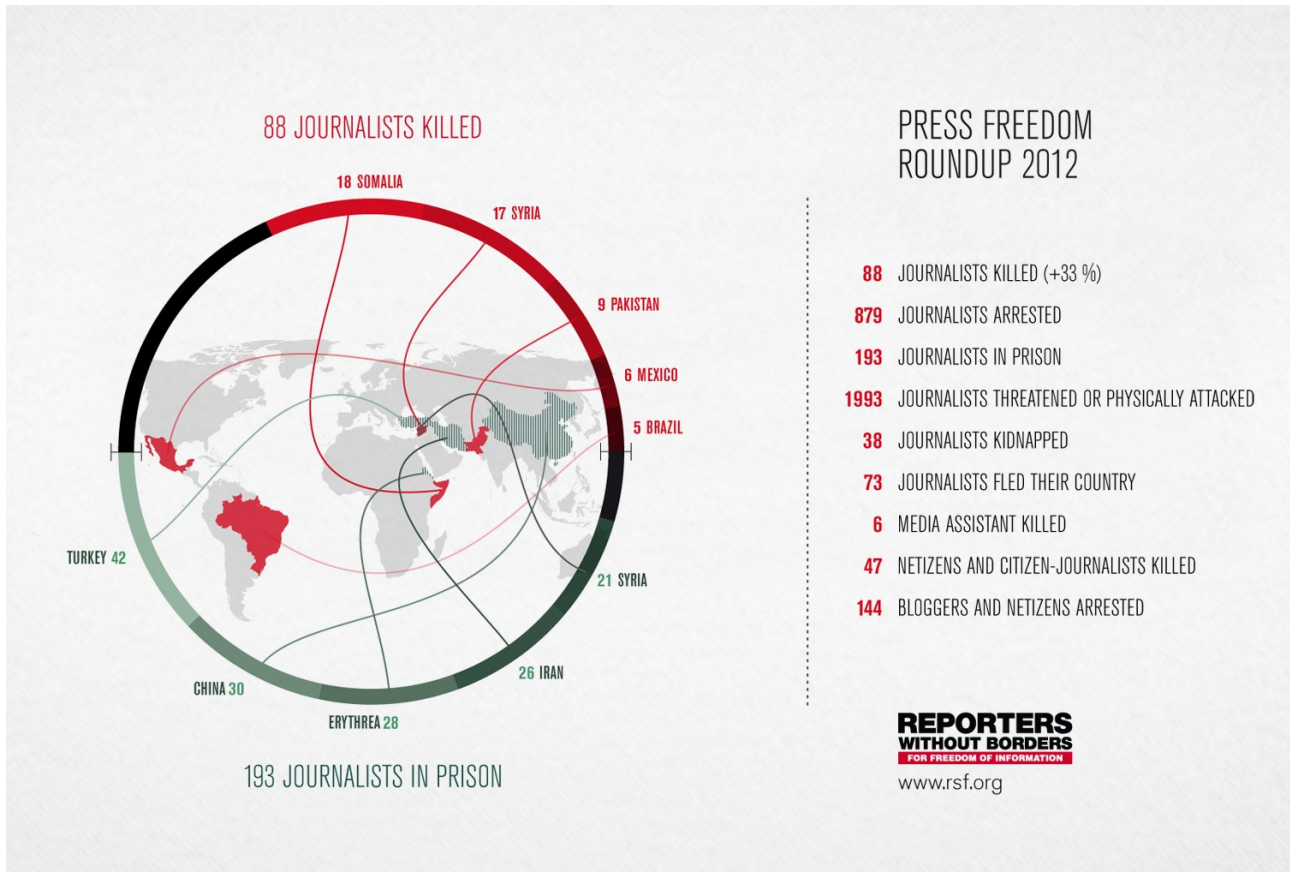 88 JOURNALISTS KILLED
18 SOMALIA
17 SYRIA
9 PAKISTAN
6 MEXICO
5 BRAZIL
TURKEY 42
21 SYRIA
26 IRAN
CHINA 30
ERYTHREA 28
193 JOURNALISTS IN PRISON
PRESS FREEDOM
ROUNDUP 2012
88 JOURNALISTS KILLED (+33 %)
879 JOURNALISTS ARRESTED
193 JOURNALISTS IN PRISON
1993 JOURNALISTS THREATENED OR PHYSICALLY ATTACKED
38 JOURNALISTS KIDNAPPED
73 JOURNALISTS FLED THEIR COUNTRY
6 MEDIA ASSISTANT KILLED
47 NETIZENS AND CITIZEN-JOURNALISTS KILLED
144 BLOGGERS AND NETIZENS ARRESTED
REPORTERS
WITHOUT BORDERS
FOR FREEDOM OF INFORMATION
www.rsf.org